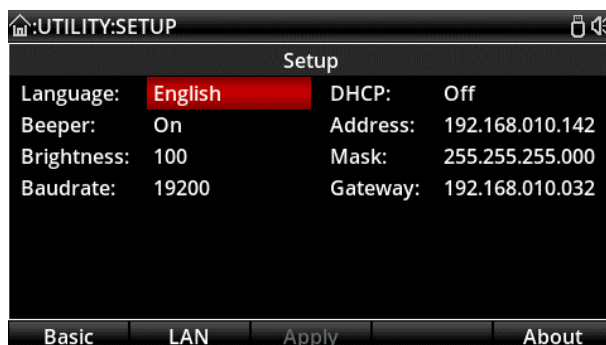 :UTILITY:SETUP
Setup
Language: English DHCP: Off
Beeper: On Address: 192.168.010.142
Brightness: 100 Mask: 255.255.255.000
Baudrate: 19200 Gateway: 192.168.010.032
Basic LAN Apply About